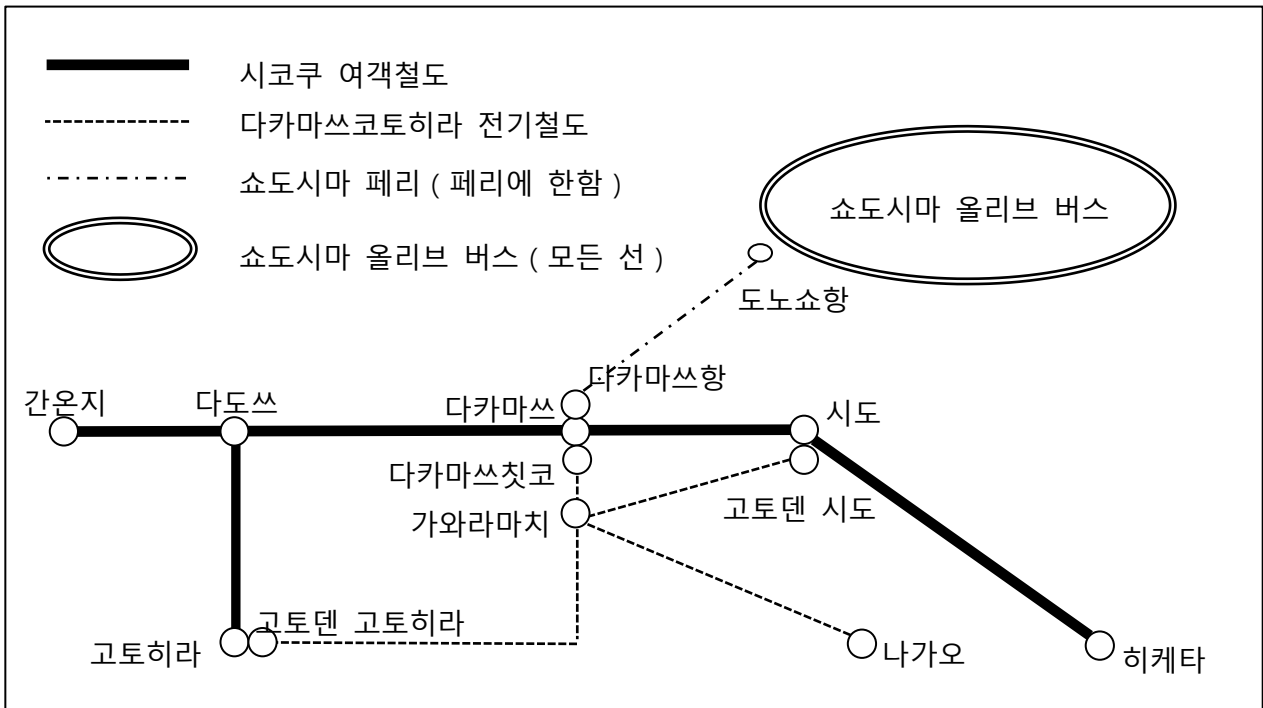 시코쿠 여객철도
다카마쓰코토히라 전기철도
쇼도시마 페리 ( 페리에 한함 )
쇼도시마 올리브 버스 ( 모든 선 )
쇼도시마 올리브 버스
도노쇼항
다카마쓰항
간온지
다도쓰
다카마쓰
시도
다카마쓰칫코
가와라마치
고토덴 시도
고토덴 고토히라
고토히라
나가오
히케타